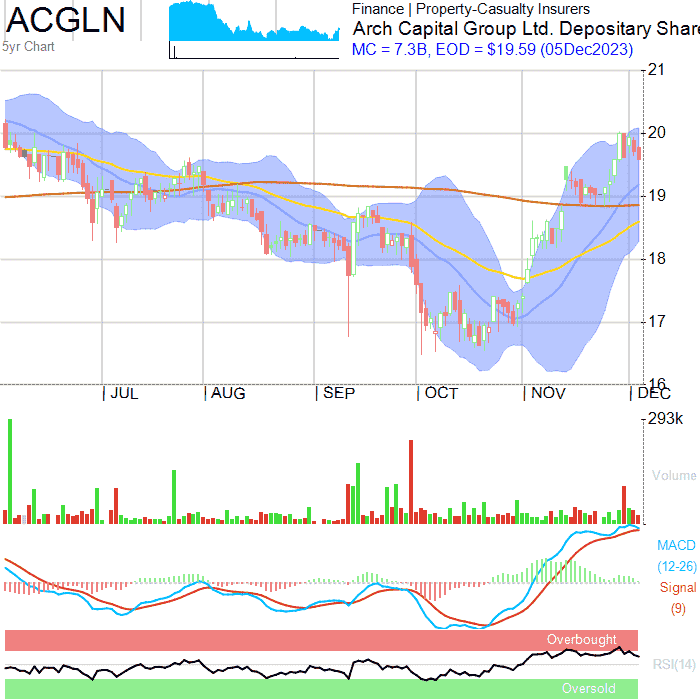 ACGLN
5yr Chart
Finance | Property-Casualty Insurers
Arch Capital Group Ltd. Depositary Share
MC = 7.3B, EOD = $19.59 (05Dec2023)
21
20
19
18
17
16
JUL AUG SEP OCT NOV DEC
293k
Volume
MACD
(12-26)
Signal
(9)
Overbought
RSI(14)
Oversold